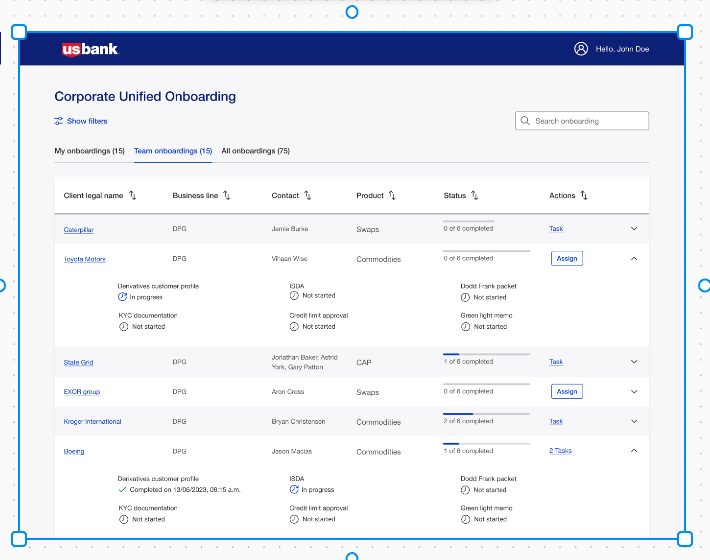 usbank
Hello, John Doe
Corporate Unified Onboarding
Show filters
Search onboarding
My onboardings (15) Team onboardings (15) All onboardings (75)
Client legal name Business line Contact Product Status Actions
Caterpillar DPG Jamie Burke Swaps 0 of 6 completed Task
Toyota Motors DPG Vihaan Wise Commodities 0 of 6 completed Assign
Derivatives customer profile ISDA Dodd Frank packet
In progress Not started Not started
KYC documentation Credit limit approval Green light memo
Not started Not started Not started
State Grid DPG Jonathan Baker, Astrid CAP 1 of 6 completed Task
York, Gary Patton
EXOR group DPG Aron Cross Swaps 0 of 6 completed Assign
Kroger International DPG Bryan Christensen Commodities 2 of 6 completed Task
Boeing DPG Jason Macias Commodities 1 of 6 completed 2 Tasks
Derivatives customer profile ISDA Dodd Frank packet
Completed on 13/06/2023, 08:15 a.m. In progress Not started
KYC documentation Credit limit approval Green light memo
Not started Not started Not started